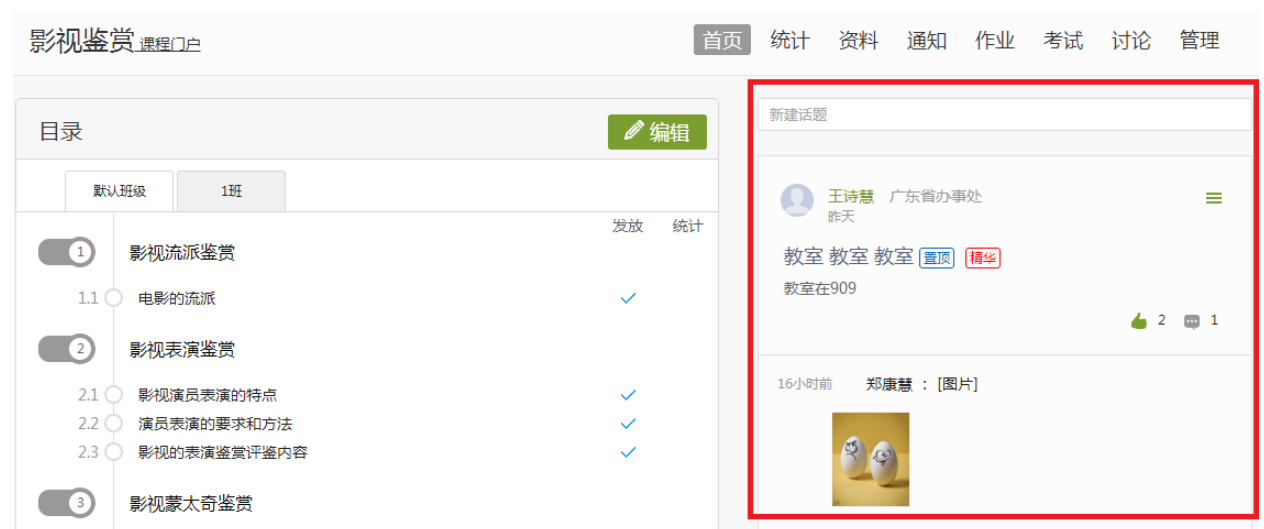 影视鉴赏 课程门户
首页 统计 资料 通知 作业 考试 讨论 管理
目录
编辑
默认班级 1班
发放 统计
1 影视流派鉴赏
1.1 电影的流派
2 影视表演鉴赏
2.1 影视演员表演的特点
2.2 演员表演的要求和方法
2.3 影视的表演鉴赏评鉴内容
3 影视蒙太奇鉴赏
新建话题
王诗慧 广东省办事处
昨天
教室 教室 教室 置顶 精华
教室在909
2 1
16小时前 郑康慧 : [图片]